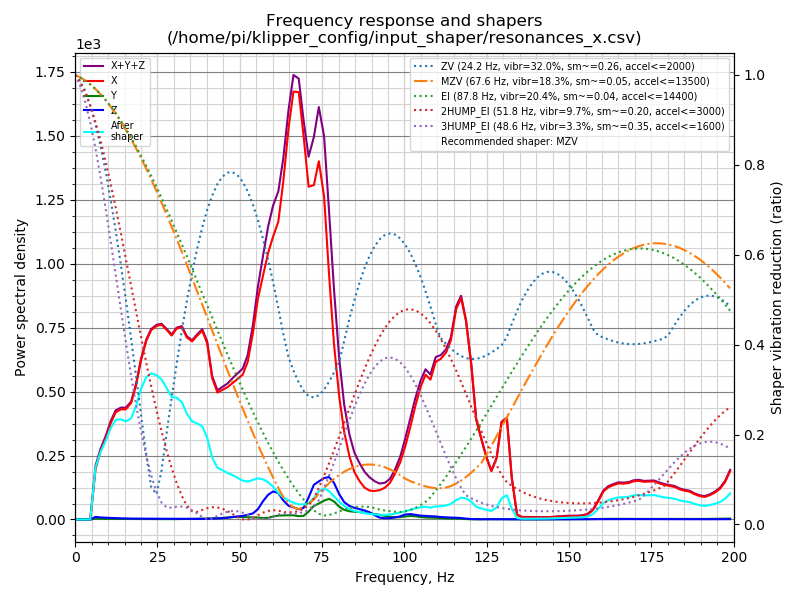 Frequency response and shapers
(/home/pi/klipper_config/input_shaper/resonances_x.csv)
1e3
X+Y+Z
X
Y
Z
After
shaper
ZV (24.2 Hz, vibr=32.0%, sm~=0.26, accel<=2000)
MZV (67.6 Hz, vibr=18.3%, sm~=0.05, accel<=13500)
EI (87.8 Hz, vibr=20.4%, sm~=0.04, accel<=14400)
2HUMP_EI (51.8 Hz, vibr=9.7%, sm~=0.20, accel<=3000)
3HUMP_EI (48.6 Hz, vibr=3.3%, sm~=0.35, accel<=1600)
Recommended shaper: MZV
1.75
1.50
1.25
1.00
0.75
0.50
0.25
0.00
Power spectral density
1.0
0.8
0.6
0.4
0.2
0.0
Shaper vibration reduction (ratio)
0 25 50 75 100 125 150 175 200
Frequency, Hz